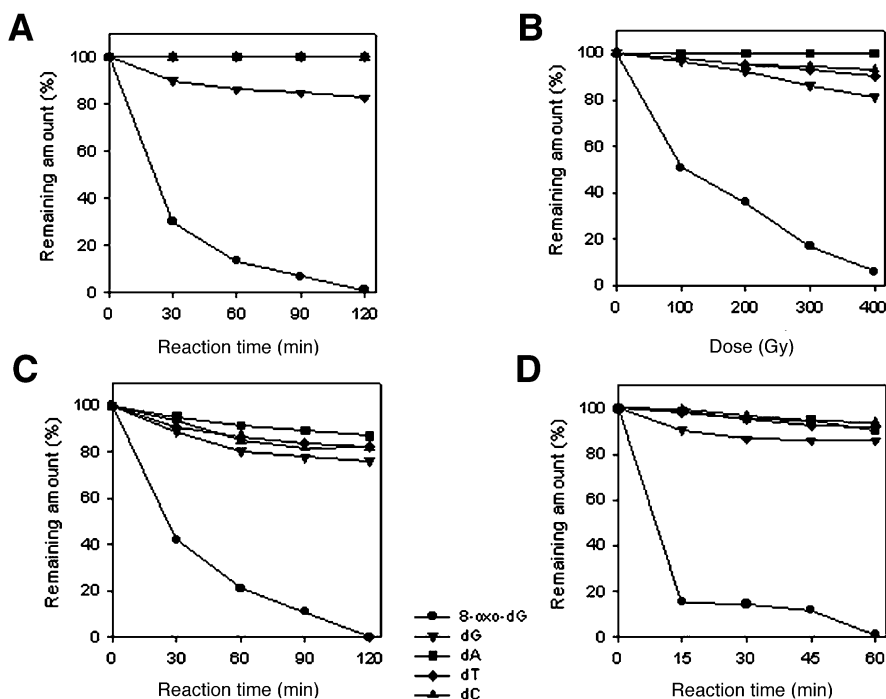 A
Remaining amount (%)
100
80
60
40
20
0
0 30 60 90 120
Reaction time (min)
B
Remaining amount (%)
100
80
60
40
20
0
0 100 200 300 400
Dose (Gy)
C
Remaining amount (%)
100
80
60
40
20
0
0 30 60 90 120
Reaction time (min)
8-oxo-dG
dG
dA
dT
dC
D
Remaining amount (%)
100
80
60
40
20
0
0 15 30 45 60
Reaction time (min)